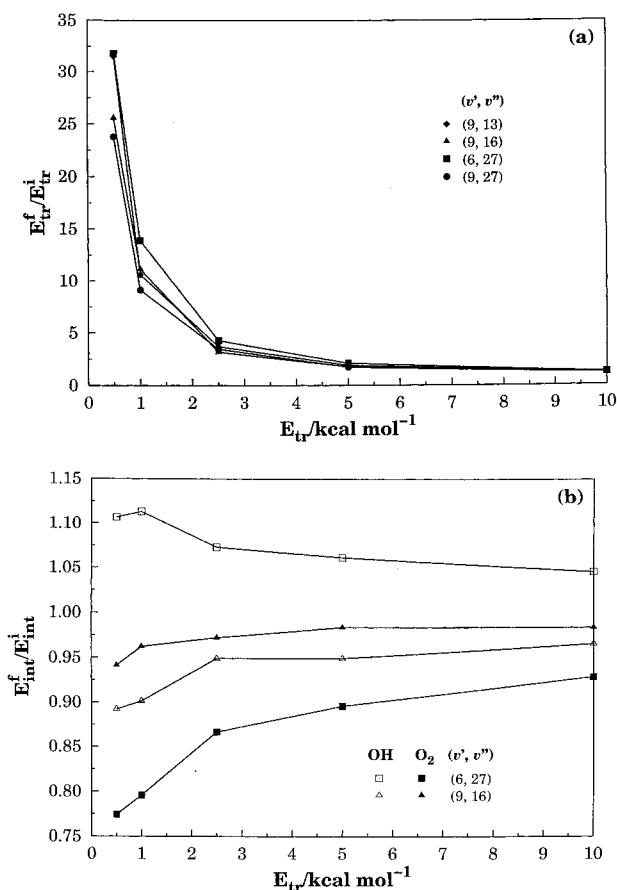 (a)
35
30
25
20
15
10
5
0
E^f_tr/E^i_tr
(v', v'')
(9, 13)
(9, 16)
(6, 27)
(9, 27)
0 1 2 3 4 5 6 7 8 9 10
E_tr/kcal mol⁻¹
(b)
1.15
1.10
1.05
1.00
0.95
0.90
0.85
0.80
0.75
E^f_int/E^i_int
OH O₂ (v', v'')
(6, 27)
(9, 16)
0 1 2 3 4 5 6 7 8 9 10
E_tr/kcal mol⁻¹